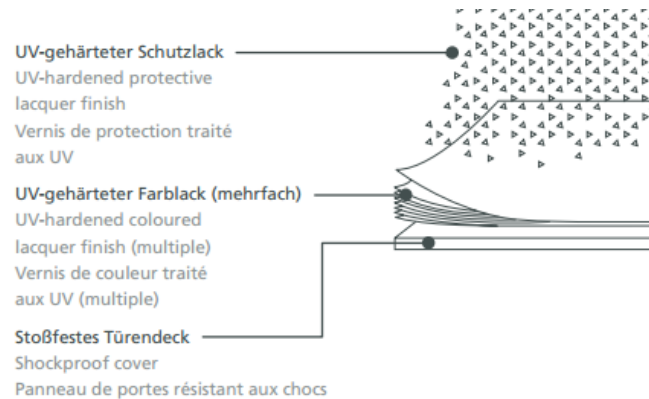 UV-gehärteter Schutzlack
UV-hardened protective
lacquer finish
Vernis de protection traité
aux UV
UV-gehärteter Farblack (mehrfach)
UV-hardened coloured
lacquer finish (multiple)
Vernis de couleur traité
aux UV (multiple)
Stoßfestes Türendeck
Shockproof cover
Panneau de portes résistant aux chocs